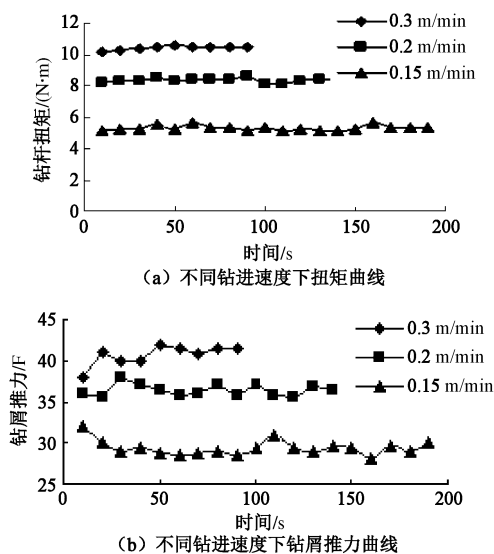 12
10
8
6
4
2
0
钻杆扭矩/(N·m)
0.3 m/min
0.2 m/min
0.15 m/min
0 50 100 150 200
时间/s
(a) 不同钻进速度下扭矩曲线
45
40
35
30
25
钻屑推力/F
0.3 m/min
0.2 m/min
0.15 m/min
0 50 100 150 200
时间/s
(b) 不同钻进速度下钻屑推力曲线